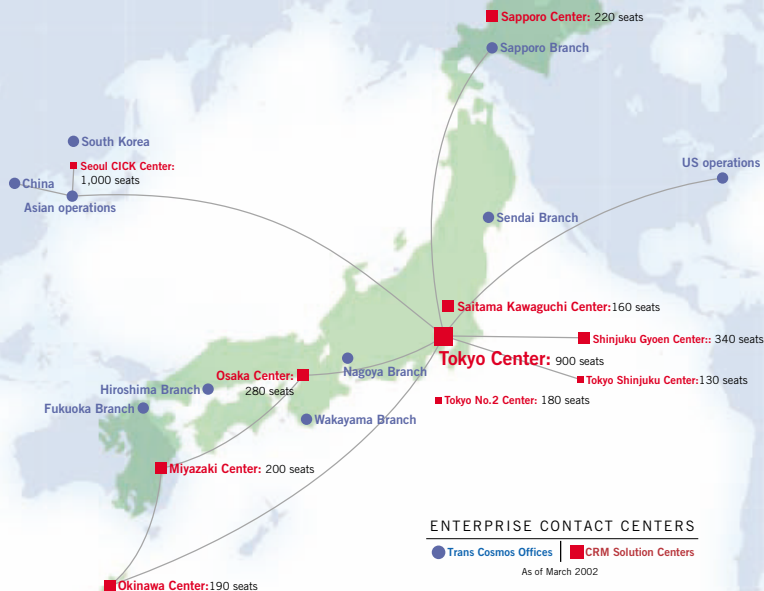 Sapporo Center: 220 seats
Sapporo Branch
South Korea
Seoul CICK Center:
1,000 seats
China
Asian operations
US operations
Sendai Branch
Saitama Kawaguchi Center:160 seats
Shinjuku Gyoen Center:: 340 seats
Tokyo Center: 900 seats
Nagoya Branch
Osaka Center:
280 seats
Tokyo Shinjuku Center:130 seats
Hiroshima Branch
Tokyo No.2 Center: 180 seats
Fukuoka Branch
Wakayama Branch
Miyazaki Center: 200 seats
ENTERPRISE CONTACT CENTERS
Trans Cosmos Offices
CRM Solution Centers
As of March 2002
Okinawa Center:190 seats